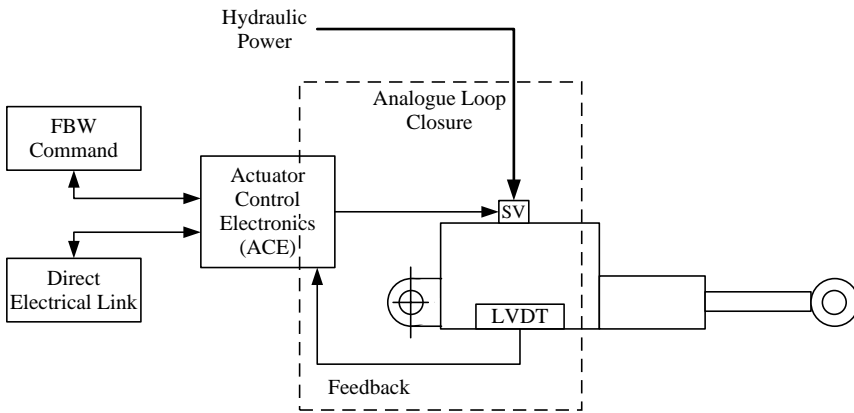 Hydraulic
Power
Analogue Loop
Closure
FBW
Command
Actuator
Control
Electronics
(ACE)
SV
Direct
Electrical Link
LVDT
Feedback